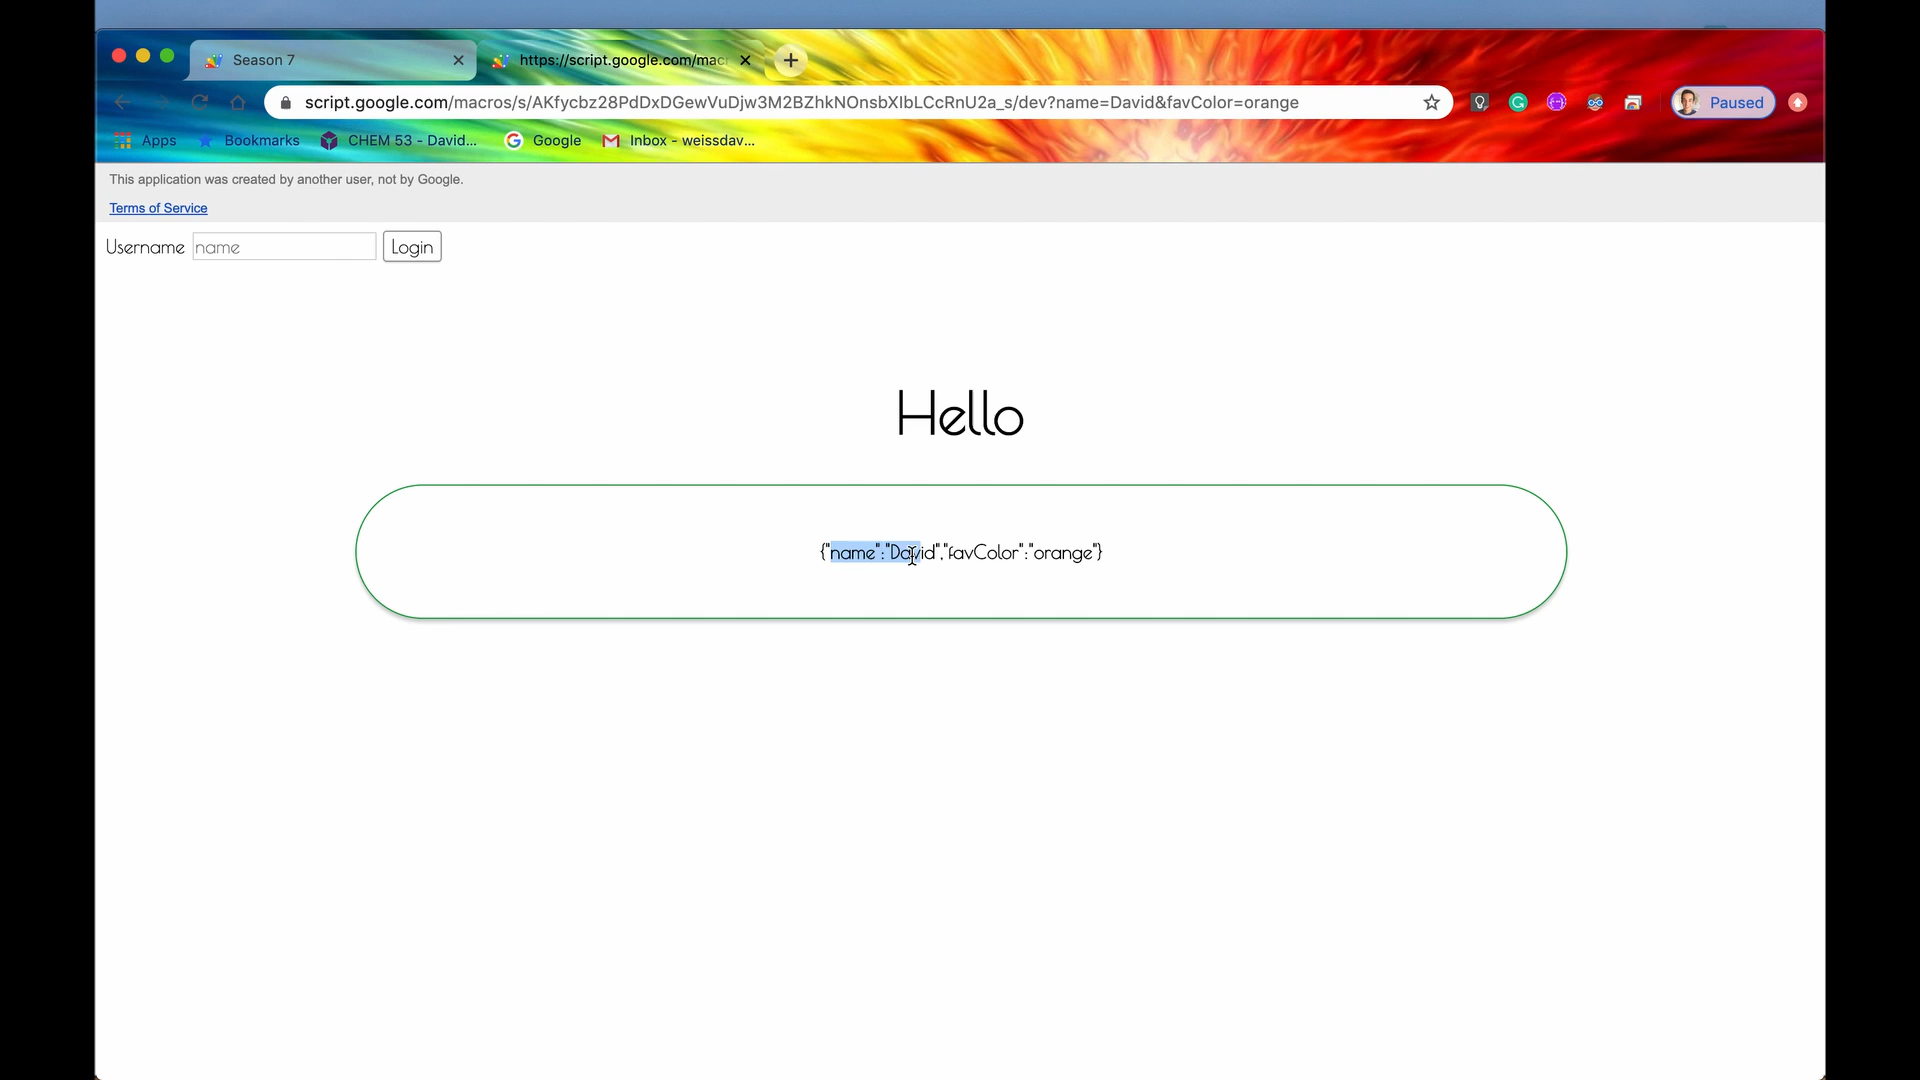 Season 7
https://script.google.com/mac
script.google.com/macros/s/AKfycbz28PdDxDGewVuDjw3M2BZhkNOnsbXIbLCcRnU2a_s/dev?name=David&favColor=orange
Paused
Apps
Bookmarks
CHEM 53 - David...
Google
Inbox - weissdav...
This application was created by another user, not by Google.
Terms of Service
Username name Login
Hello
{"name":"David","favColor":"orange"}